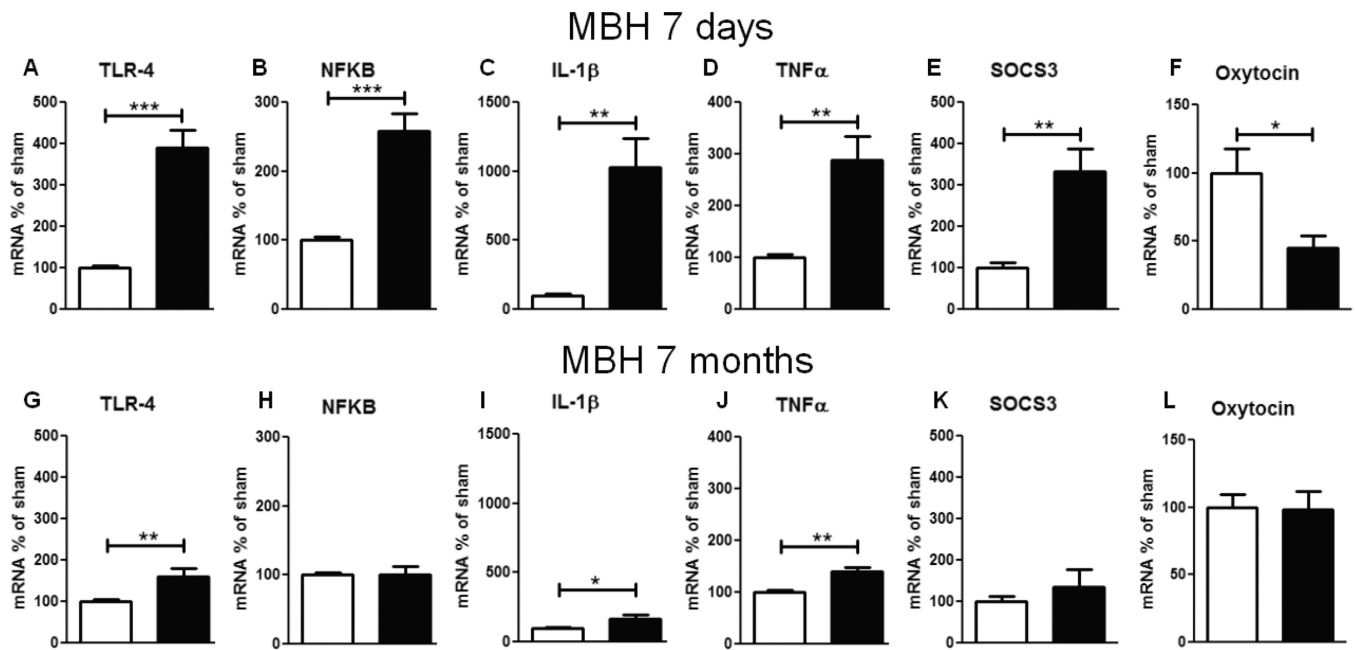 MBH 7 days
A TLR-4
mRNA % of sham
500
400
300
200
100
0
***
B NFKB
mRNA % of sham
300
200
100
0
***
C IL-1β
mRNA % of sham
1500
1000
500
0
**
D TNFα
mRNA % of sham
400
300
200
100
0
**
E SOCS3
mRNA % of sham
500
400
300
200
100
0
**
F Oxytocin
mRNA % of sham
150
100
50
0
*
MBH 7 months
G TLR-4
mRNA % of sham
500
400
300
200
100
0
**
H NFKB
mRNA % of sham
300
200
100
0
I IL-1β
mRNA % of sham
1500
1000
500
0
*
J TNFα
mRNA % of sham
400
300
200
100
0
**
K SOCS3
mRNA % of sham
500
400
300
200
100
0
L Oxytocin
mRNA % of sham
150
100
50
0